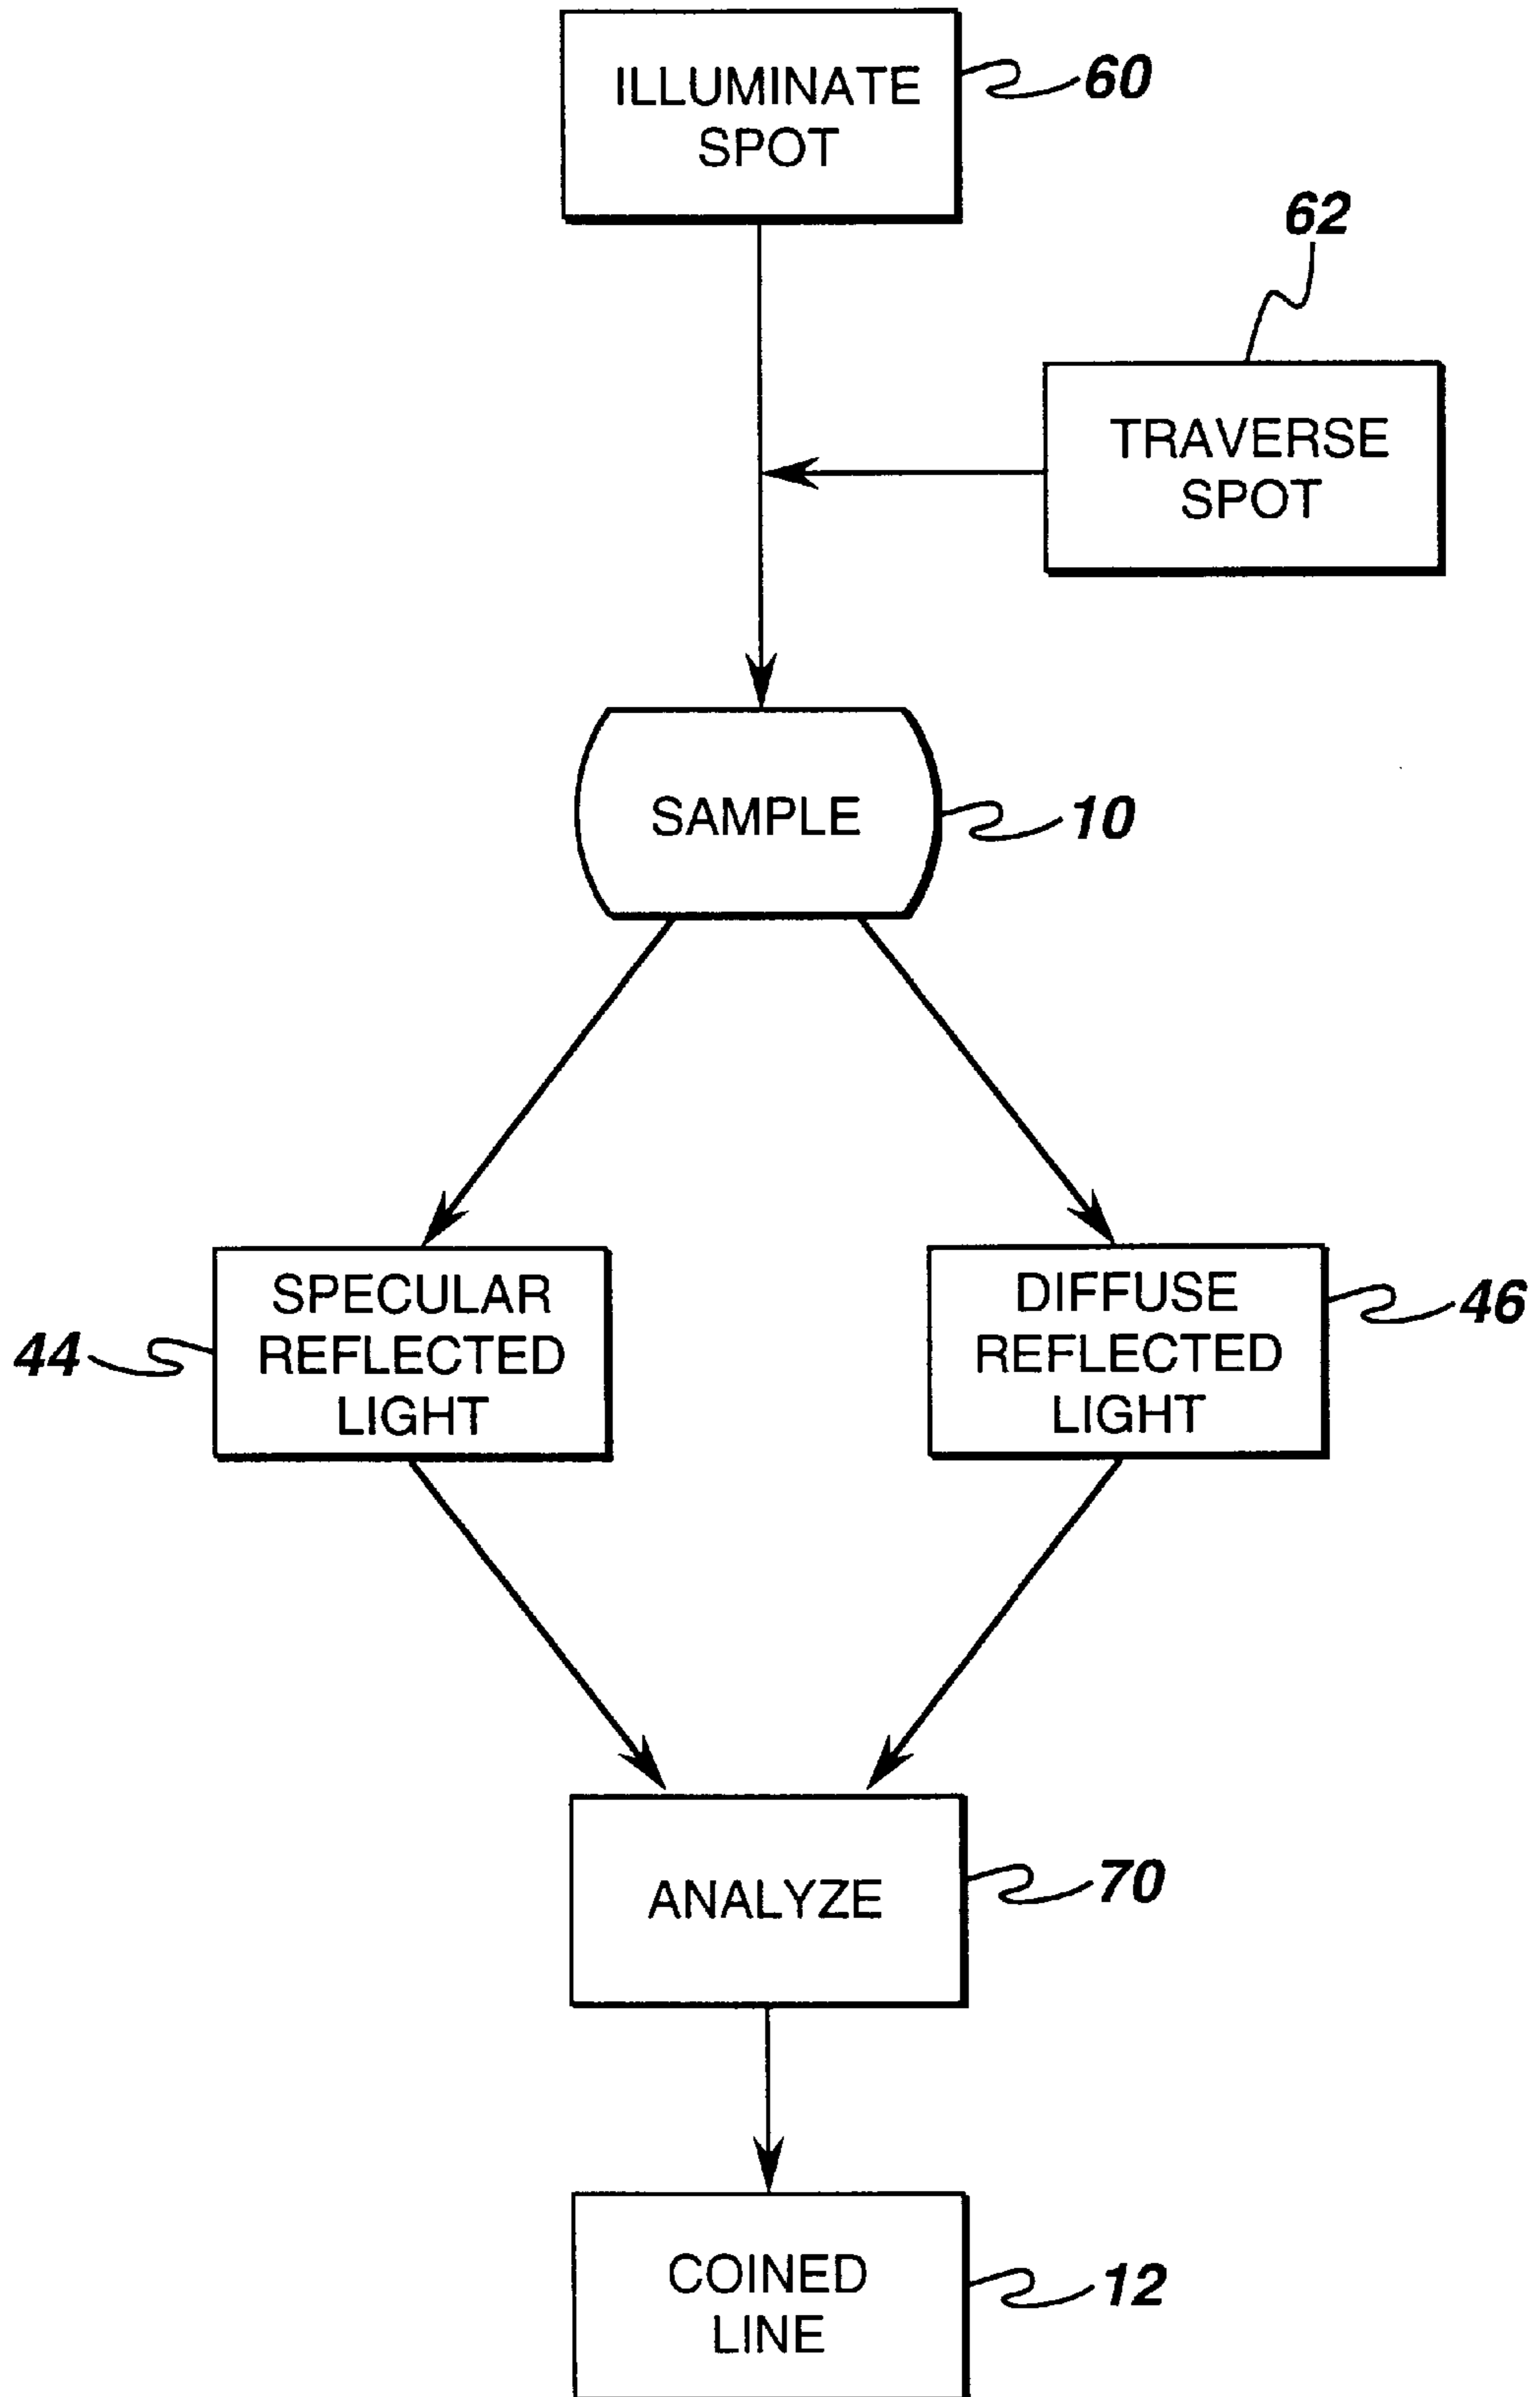 ILLUMINATE
SPOT
60
62
TRAVERSE
SPOT
SAMPLE
10
SPECULAR
REFLECTED
LIGHT
44
DIFFUSE
REFLECTED
LIGHT
46
ANALYZE
70
COINED
LINE
12